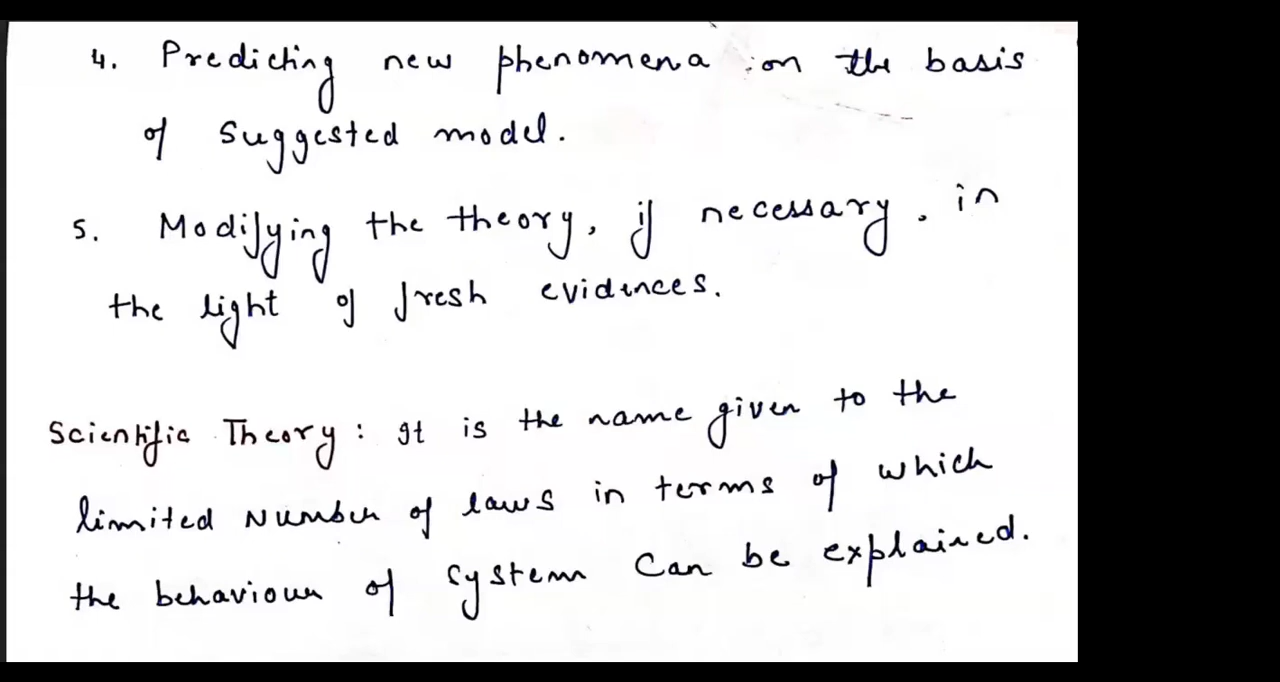 4. Predicting new phenomena on the basis
of suggested model.
5. Modifying the theory, if necessary, in
the light of fresh evidences.
Scientific Theory: It is the name given to the
limited Number of laws in terms of which
the behaviour of system can be explained.